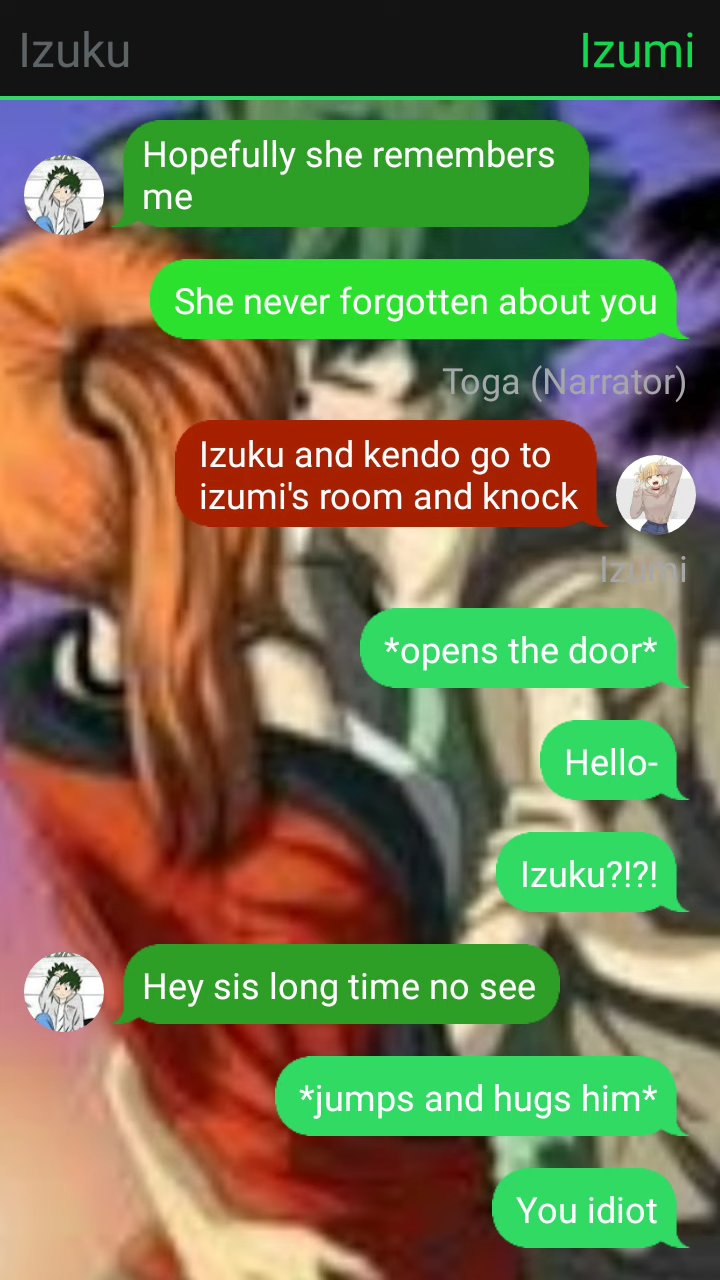 Izuku
Izumi
Hopefully she remembers
me
She never forgotten about you
Toga (Narrator)
Izuku and kendo go to
izumi's room and knock
Izumi
*opens the door*
Hello-
Izuku?!?!
Hey sis long time no see
*jumps and hugs him*
You idiot